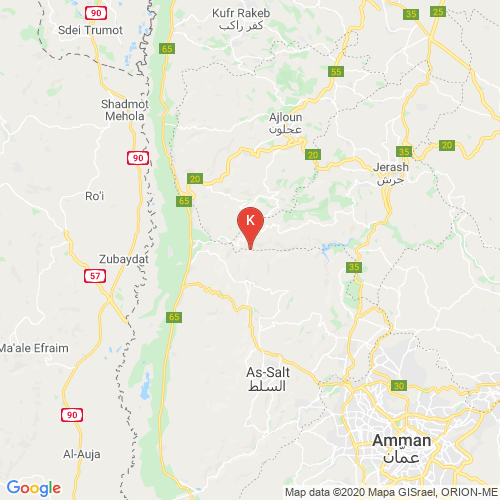 90
Sdei Trumot
Kufr Rakeb
كفر راكب
65
35
25
55
Shadmot
Mehola
Ajloun
عجلون
90
20
20
35
20
Jerash
جرش
Ro'i
65
K
Zubaydat
57
35
65
Ma'ale Efraim
As-Salt
السلط
30
90
Amman
عمّان
Al-Auja
Google
Map data ©2020 Mapa GISrael, ORION-ME